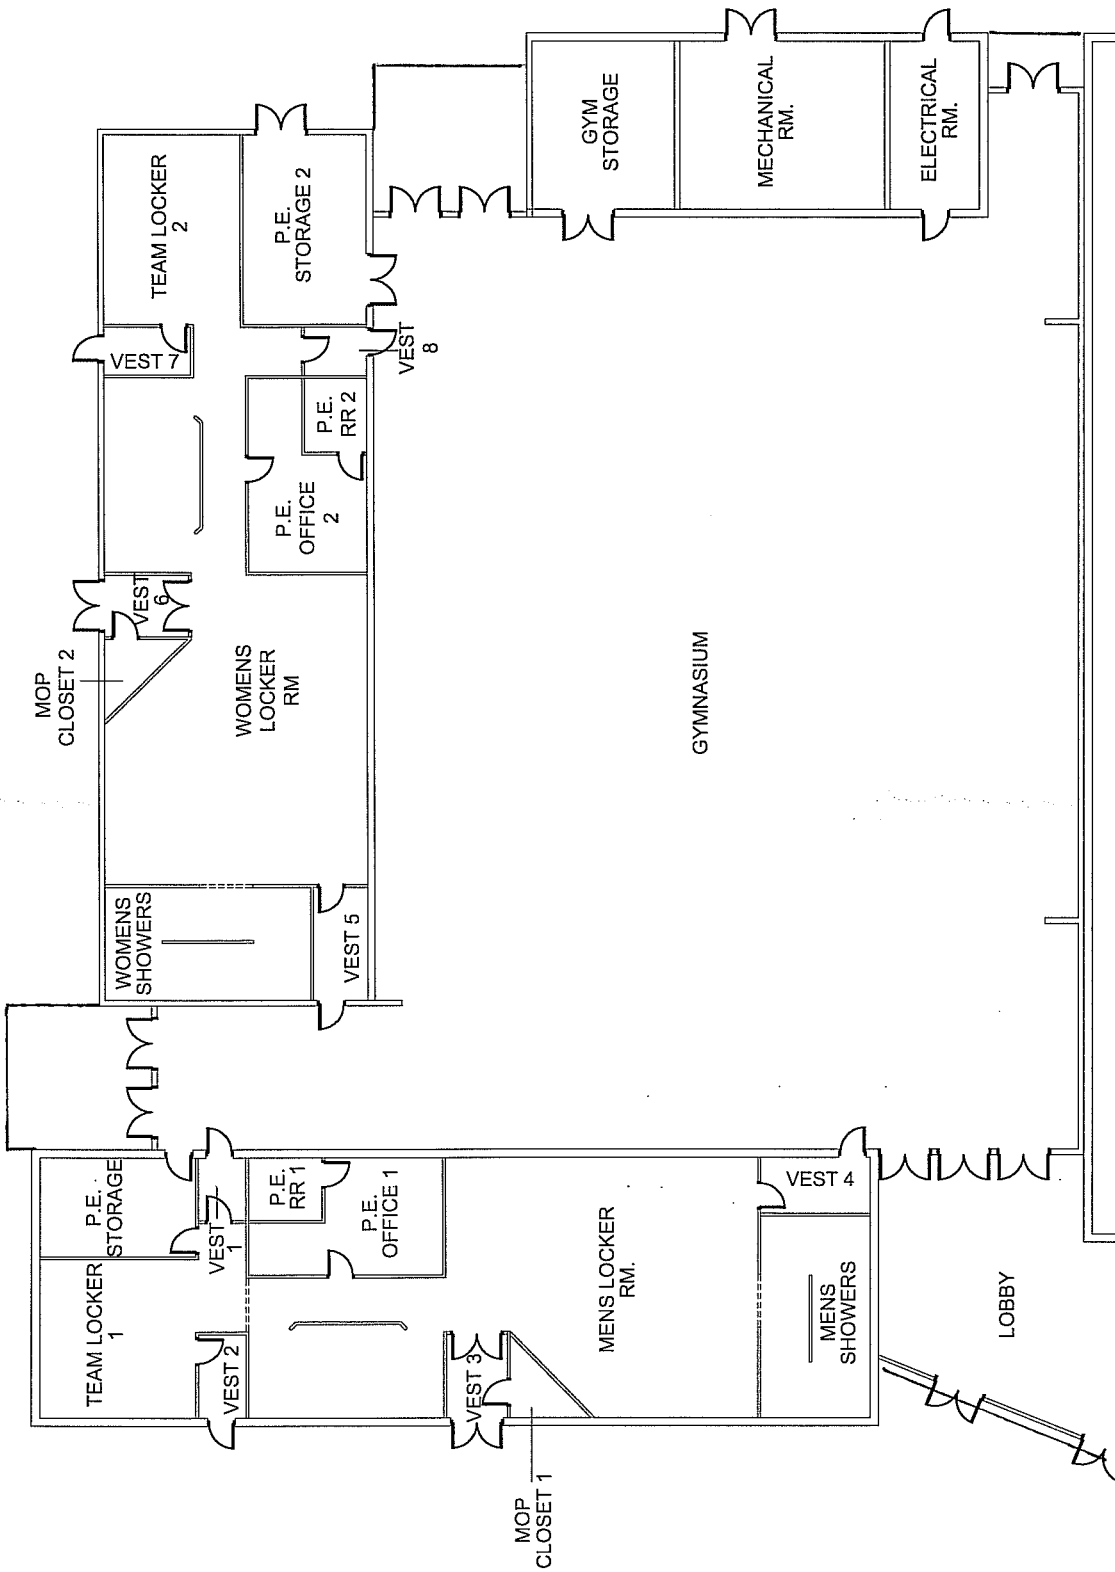 GYM
STORAGE
MECHANICAL
RM.
ELECTRICAL
RM.
TEAM LOCKER
2
P.E.
STORAGE 2
VEST 7
VEST
8
P.E.
RR 2
P.E.
OFFICE
2
VEST
6
MOP
CLOSET 2
WOMENS
LOCKER
RM
GYMNASIUM
WOMENS
SHOWERS
VEST 5
P.E.
STORAGE
VEST
1
P.E.
RR 1
P.E.
OFFICE 1
TEAM LOCKER
1
VEST 2
VEST 3
MENS LOCKER
RM.
VEST 4
MENS
SHOWERS
LOBBY
MOP
CLOSET 1